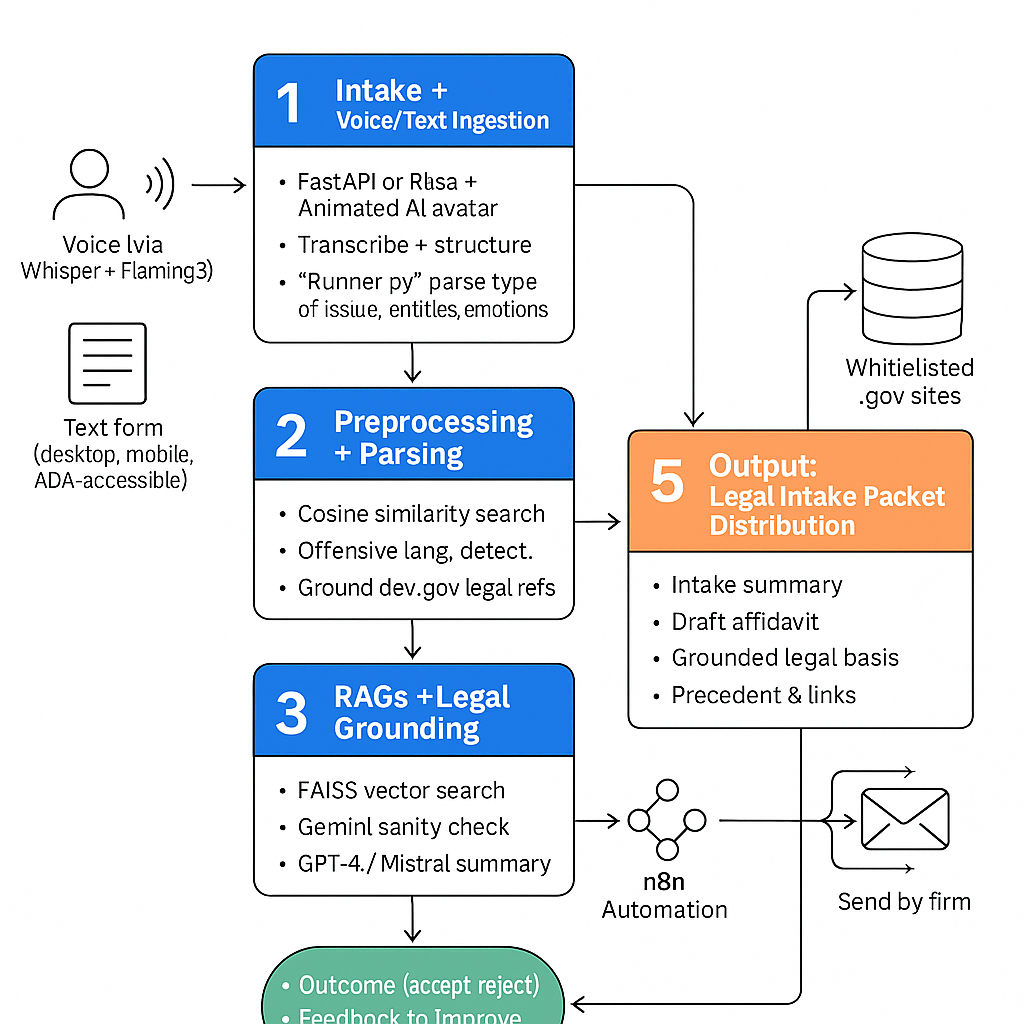 1
Intake +
Voice/Text Ingestion
• FastAPI or Rhsa +
Animated AI avatar
• Transcribe + structure
• “Runner py” parse type
of issiue, entitles, emotions
Voice lvia
Whisper + Flaming3)
Text form
(desktop, mobile,
ADA-accessible)
2
Preprocessing
+ Parsing
• Cosine similarity search
• Offensive lang, detect.
• Ground dev.gov legal refs
3
RAGs +Legal
Grounding
• FAISS vector search
• Geminl sanity check
• GPT-4./ Mistral summary
n8n
Automation
Whitielisted
.gov sites
5
Output:
Legal Intake Packet
Distribution
• Intake summary
• Draft affidavit
• Grounded legal basis
• Precedent & links
Send by firm
• Outcome (accept reject)
• Feedhock to Improve